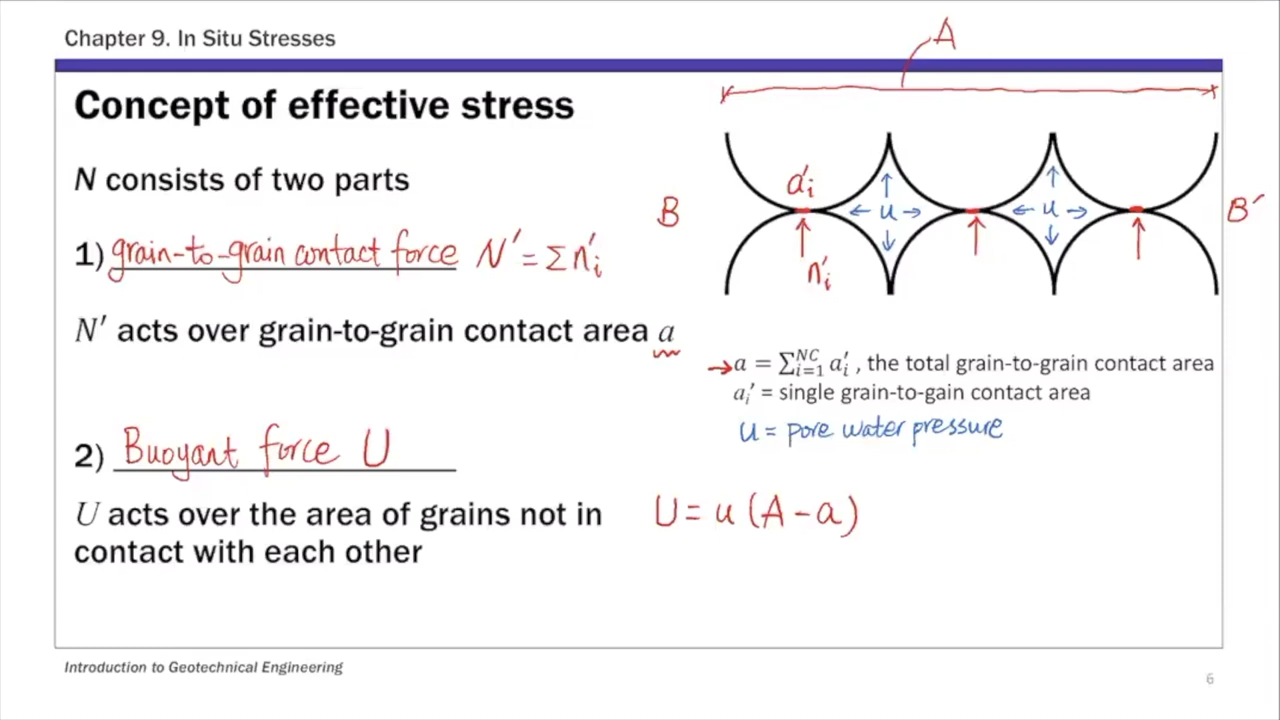 Chapter 9. In Situ Stresses
A
Concept of effective stress
N consists of two parts
a'i
B
u
u
B'
1) grain-to-grain contact force N' = Σ n'i
n'i
N′ acts over grain-to-grain contact area a
→ a = ∑_{i=1}^{NC} a_i′ , the total grain-to-grain contact area
a_i′ = single grain-to-gain contact area
u = pore water pressure
2) Buoyant force U
U acts over the area of grains not in
contact with each other
U = u (A - a)
Introduction to Geotechnical Engineering
6